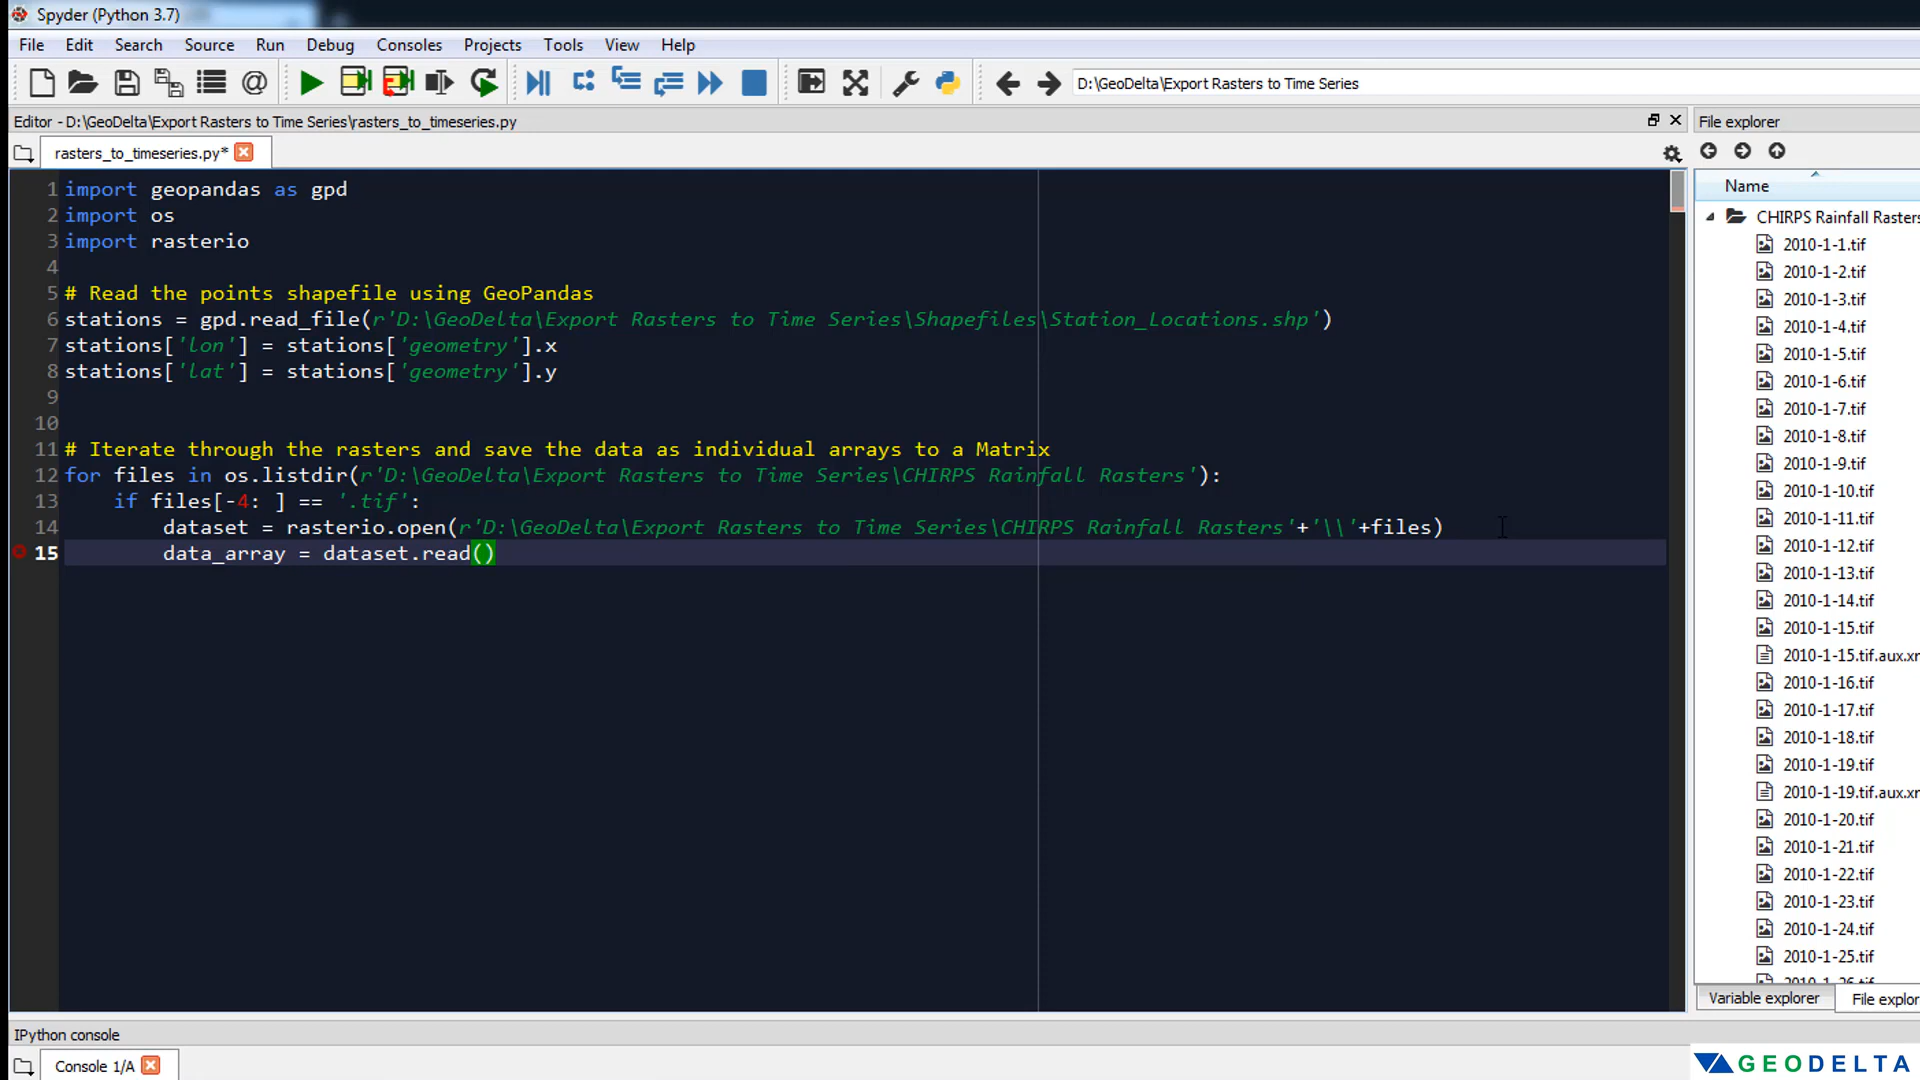 Spyder (Python 3.7)
File Edit Search Source Run Debug Consoles Projects Tools View Help
D:\GeoDelta\Export Rasters to Time Series
Editor - D:\GeoDelta\Export Rasters to Time Series\rasters_to_timeseries.py
rasters_to_timeseries.py*
1 import geopandas as gpd
2 import os
3 import rasterio
4
5 # Read the points shapefile using GeoPandas
6 stations = gpd.read_file(r'D:\GeoDelta\Export Rasters to Time Series\Shapefiles\Station_Locations.shp')
7 stations['lon'] = stations['geometry'].x
8 stations['lat'] = stations['geometry'].y
9
10
11 # Iterate through the rasters and save the data as individual arrays to a Matrix
12 for files in os.listdir(r'D:\GeoDelta\Export Rasters to Time Series\CHIRPS Rainfall Rasters'):
13 if files[-4: ] == '.tif':
14 dataset = rasterio.open(r'D:\GeoDelta\Export Rasters to Time Series\CHIRPS Rainfall Rasters'+'\\'+files)
15 data_array = dataset.read()
File explorer
Name
CHIRPS Rainfall Rasters
2010-1-1.tif
2010-1-2.tif
2010-1-3.tif
2010-1-4.tif
2010-1-5.tif
2010-1-6.tif
2010-1-7.tif
2010-1-8.tif
2010-1-9.tif
2010-1-10.tif
2010-1-11.tif
2010-1-12.tif
2010-1-13.tif
2010-1-14.tif
2010-1-15.tif
2010-1-15.tif.aux.xr
2010-1-16.tif
2010-1-17.tif
2010-1-18.tif
2010-1-19.tif
2010-1-19.tif.aux.xr
2010-1-20.tif
2010-1-21.tif
2010-1-22.tif
2010-1-23.tif
2010-1-24.tif
2010-1-25.tif
Variable explorer File explor
IPython console
Console 1/A
GEODELTA